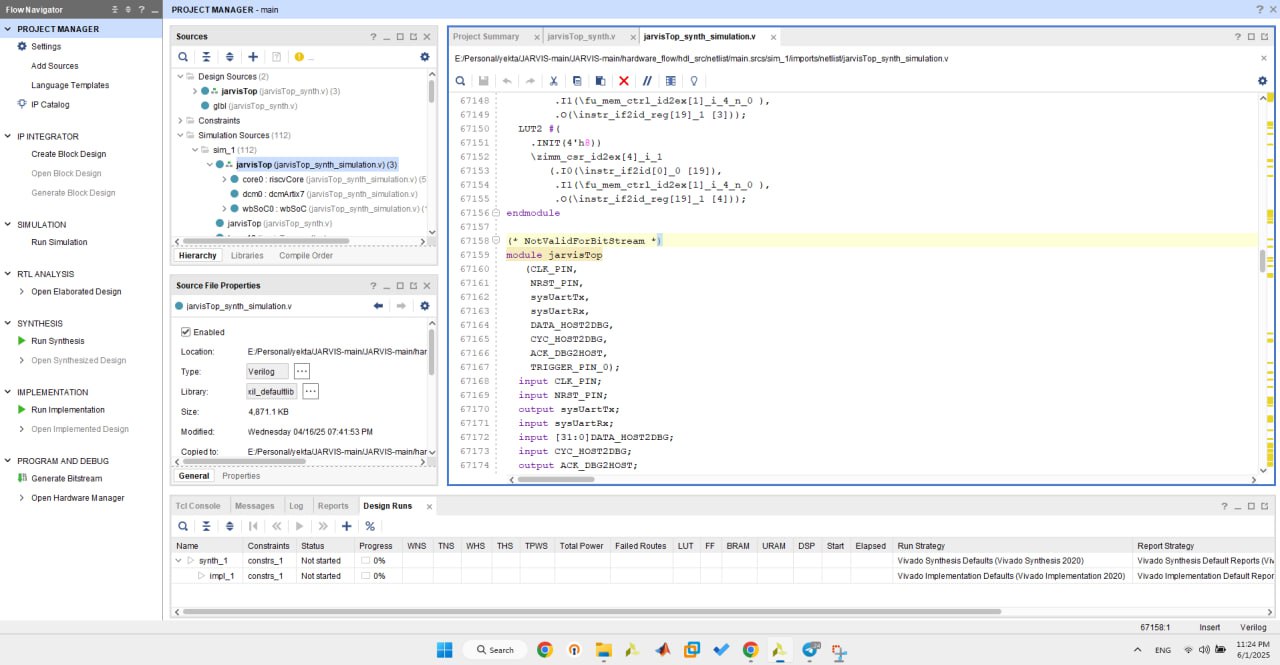 Flow Navigator
PROJECT MANAGER - main
PROJECT MANAGER
Settings
Add Sources
Language Templates
IP Catalog
IP INTEGRATOR
Create Block Design
Open Block Design
Generate Block Design
SIMULATION
Run Simulation
RTL ANALYSIS
Open Elaborated Design
SYNTHESIS
Run Synthesis
Open Synthesized Design
IMPLEMENTATION
Run Implementation
Open Implemented Design
PROGRAM AND DEBUG
Generate Bitstream
Open Hardware Manager
Sources
Design Sources (2)
jarvisTop (jarvisTop_synth.v) (3)
glbl (jarvisTop_synth.v)
Constraints
Simulation Sources (112)
sim_1 (112)
jarvisTop (jarvisTop_synth_simulation.v) (3)
core0 : riscvCore (jarvisTop_synth_simulation.v) (5
dcm0 : dcmArtix7 (jarvisTop_synth_simulation.v)
wbSoC0 : wbSoC (jarvisTop_synth_simulation.v) (1
jarvisTop (jarvisTop_synth.v)
Hierarchy Libraries Compile Order
Source File Properties
jarvisTop_synth_simulation.v
Enabled
Location: E:/Personal/yekta/JARVIS-main/JARVIS-main/har
Type: Verilog
Library: xil_defaultlib
Size: 4,871.1 KB
Modified: Wednesday 04/16/25 07:41:53 PM
Copied to: E:/Personal/yekta/JARVIS-main/JARVIS-main/har
General Properties
Project Summary jarvisTop_synth.v jarvisTop_synth_simulation.v
E:/Personal/yekta/JARVIS-main/JARVIS-main/hardware_flow/hdl_src/netlist/main.srcs/sim_1/imports/netlist/jarvisTop_synth_simulation.v
67148 .I1(\fu_mem_ctrl_id2ex[1]_i_4_n_0 ),
67149 .O(\instr_if2id_reg[19]_1 [3]));
67150 LUT2 #(
67151 .INIT(4'h8))
67152 \zimm_csr_id2ex[4]_i_1
67153 (.I0(\instr_if2id[0]_0 [19]),
67154 .I1(\fu_mem_ctrl_id2ex[1]_i_4_n_0 ),
67155 .O(\instr_if2id_reg[19]_1 [4]));
67156 endmodule
67157
67158 (* NotValidForBitStream *)
67159 module jarvisTop
67160 (CLK_PIN,
67161 NRST_PIN,
67162 sysUartTx,
67163 sysUartRx,
67164 DATA_HOST2DBG,
67165 CYC_HOST2DBG,
67166 ACK_DBG2HOST,
67167 TRIGGER_PIN_0);
67168 input CLK_PIN;
67169 input NRST_PIN;
67170 output sysUartTx;
67171 input sysUartRx;
67172 input [31:0]DATA_HOST2DBG;
67173 input CYC_HOST2DBG;
67174 output ACK_DBG2HOST;
Tcl Console Messages Log Reports Design Runs
Name Constraints Status Progress WNS TNS WHS THS TPWS Total Power Failed Routes LUT FF BRAM URAM DSP Start Elapsed Run Strategy Report Strategy
synth_1 constrs_1 Not started 0% Vivado Synthesis Defaults (Vivado Synthesis 2020) Vivado Synthesis Default Reports (Viv
impl_1 constrs_1 Not started 0% Vivado Implementation Defaults (Vivado Implementation 2020) Vivado Implementation Default Repor
67158:1 Insert Verilog
Search
ENG
11:24 PM
6/1/2025